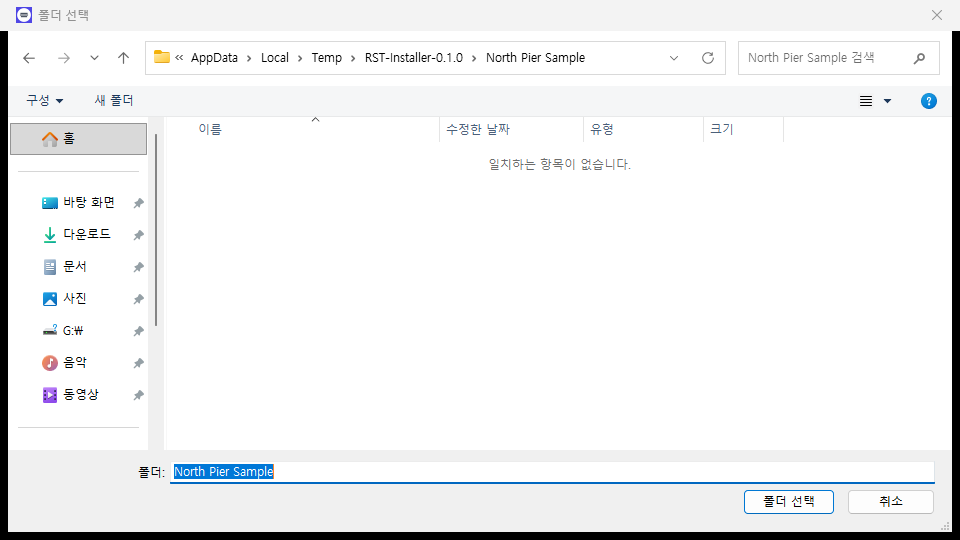 폴더 선택
« AppData > Local > Temp > RST-Installer-0.1.0 > North Pier Sample
North Pier Sample 검색
구성 새 폴더
홈
이름 수정한 날짜 유형 크기
일치하는 항목이 없습니다.
바탕 화면
다운로드
문서
사진
G:₩
음악
동영상
폴더: North Pier Sample
폴더 선택 취소